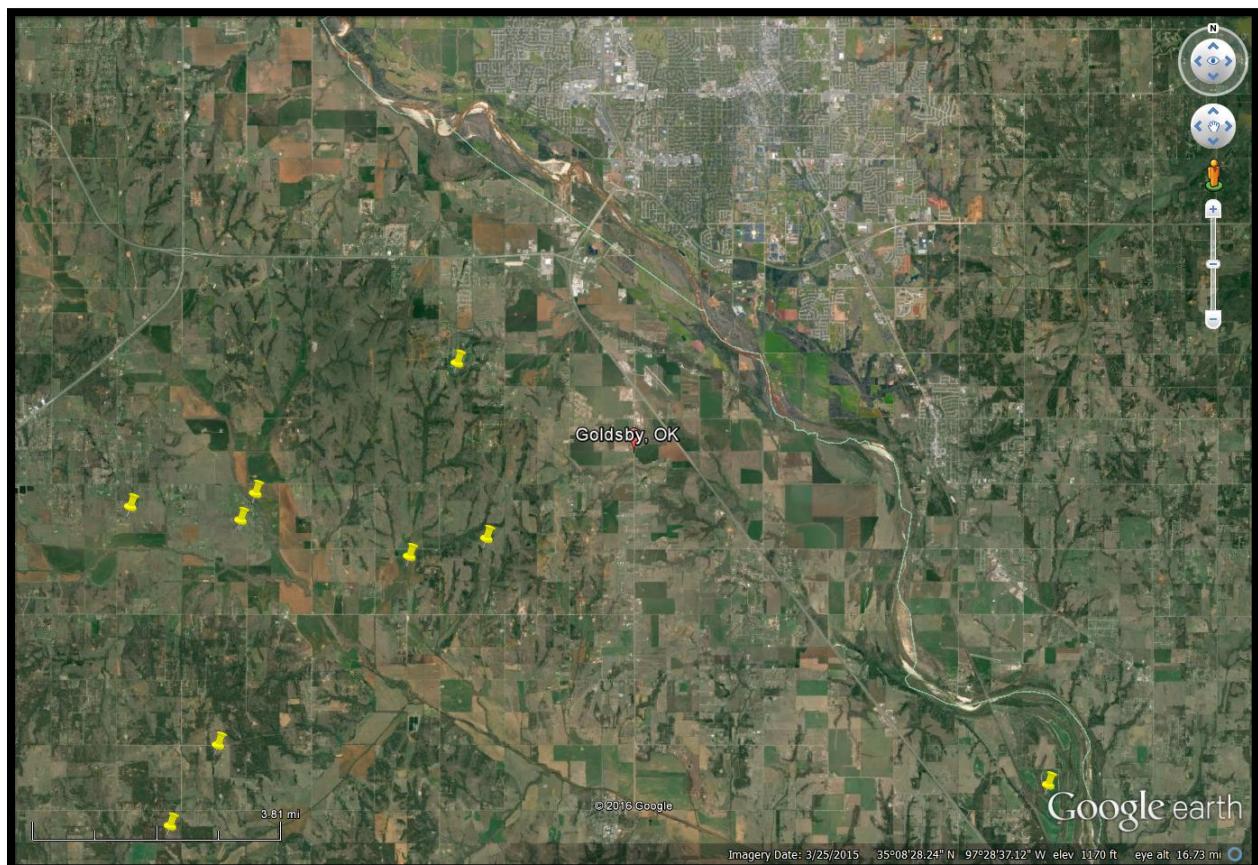 N
Goldsby, OK
3.81 mi
© 2016 Google
Google earth
Imagery Date: 3/25/2015 35°08'28.24" N 97°28'37.12" W elev 1170 ft eye alt 16.73 mi